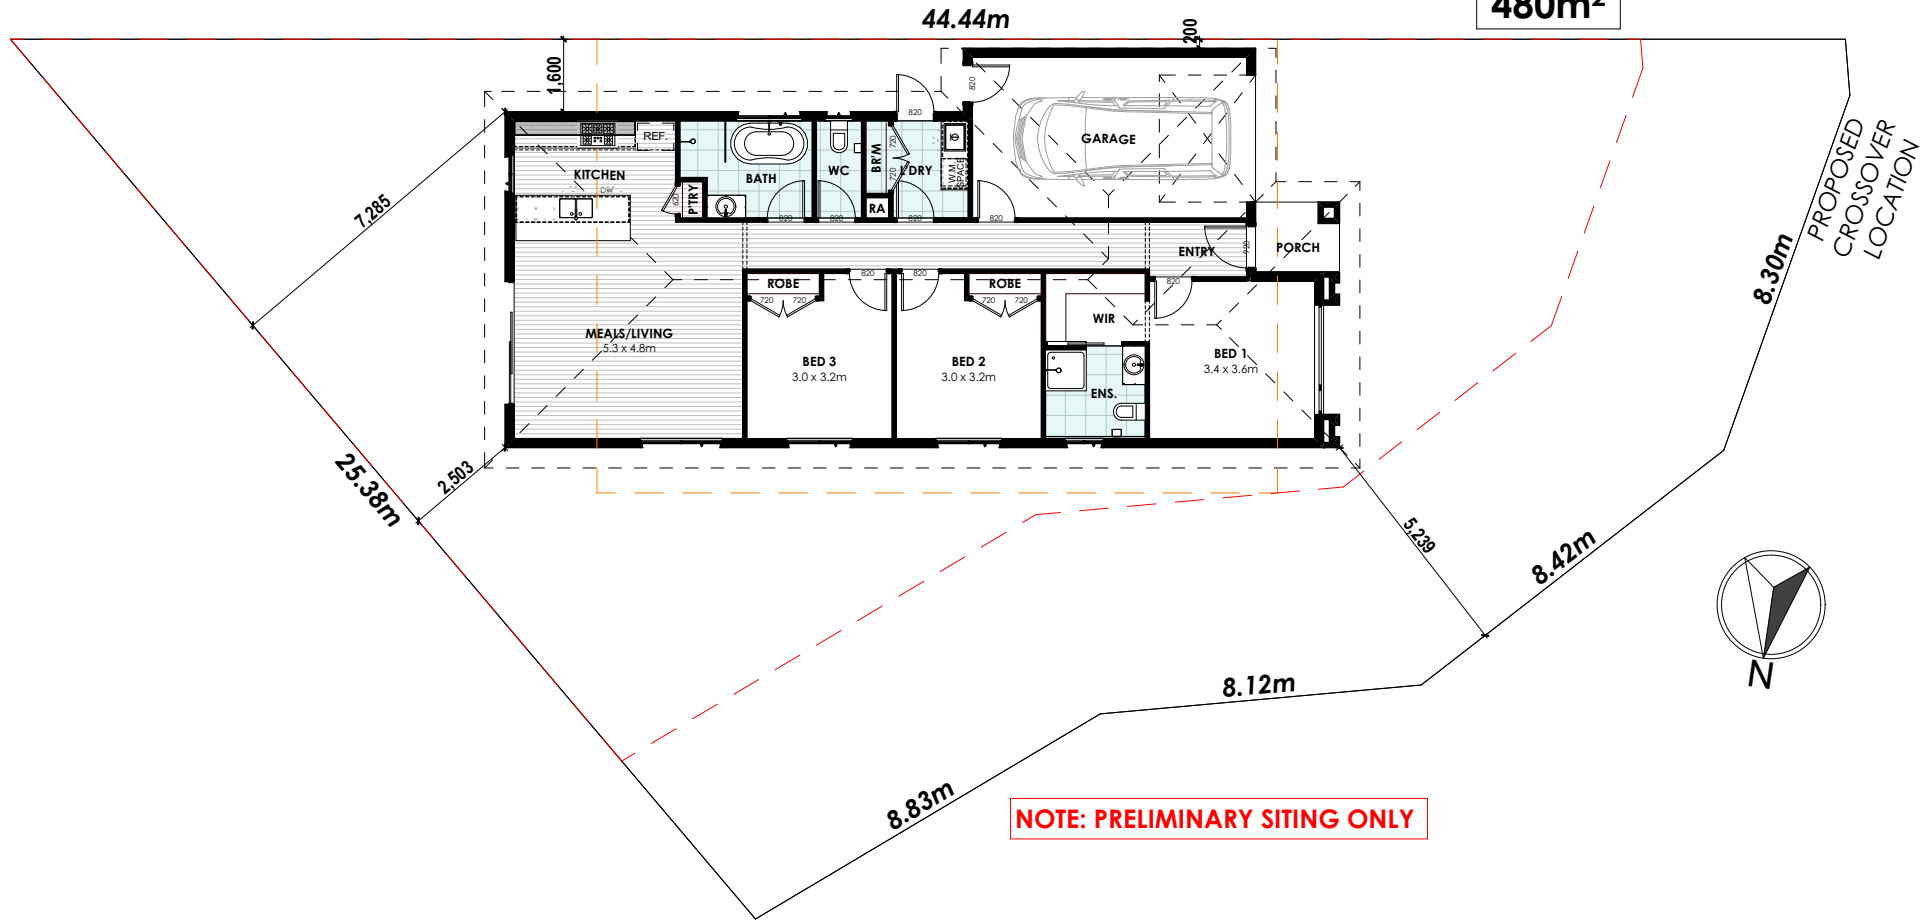 480m²
44.44m
200
1,600
820
820
GARAGE
REF.
KITCHEN
DW
P'TRY
620
BATH
WC
BR'M
720
720
L'DRY
W.M.
SPACE
RA
820
820
820
820
7,285
ENTRY
920
PORCH
PROPOSED
CROSSOVER
LOCATION
8.30m
ROBE
720 720
820
820
ROBE
720 720
820
WIR
MEALS/LIVING
5.3 x 4.8m
BED 3
3.0 x 3.2m
BED 2
3.0 x 3.2m
BED 1
3.4 x 3.6m
ENS.
25.38m
2,503
5,239
8.42m
N
8.12m
8.83m
NOTE: PRELIMINARY SITING ONLY